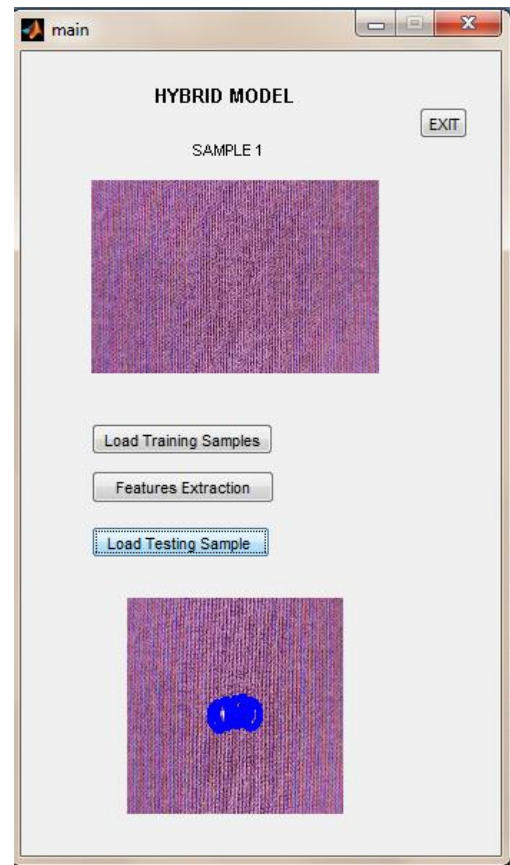 main
HYBRID MODEL
EXIT
SAMPLE 1
Load Training Samples
Features Extraction
Load Testing Sample